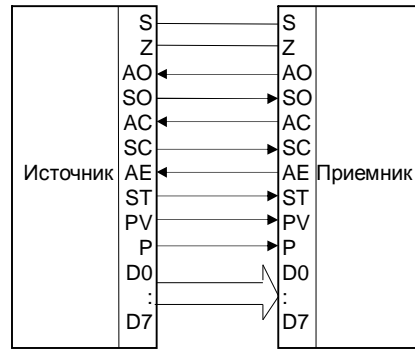 S S
Z Z
AO AO
SO SO
AC AC
SC SC
Источник AE AE Приемник
ST ST
PV PV
P P
D0 D0
: :
D7 D7